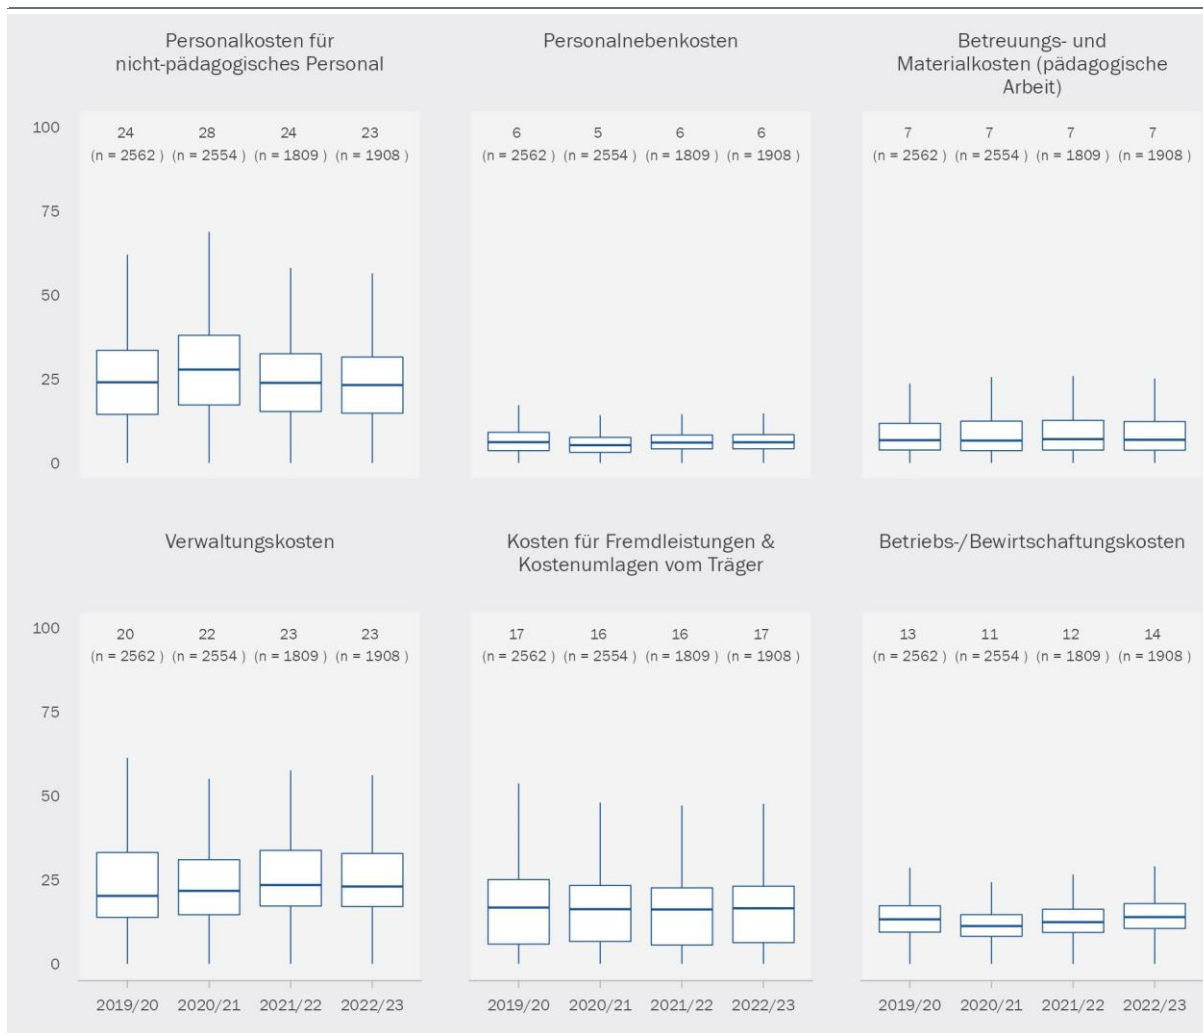 Personalkosten für
nicht-pädagogisches Personal
Personalnebenkosten
Betreuungs- und
Materialkosten (pädagogische
Arbeit)
100
75
50
25
0
24 28 24 23
(n = 2562 ) (n = 2554 ) (n = 1809 ) (n = 1908 )
6 5 6 6
(n = 2562 ) (n = 2554 ) (n = 1809 ) (n = 1908 )
7 7 7 7
(n = 2562 ) (n = 2554 ) (n = 1809 ) (n = 1908 )
Verwaltungskosten
Kosten für Fremdleistungen &
Kostenumlagen vom Träger
Betriebs-/Bewirtschaftungskosten
100
75
50
25
0
20 22 23 23
(n = 2562 ) (n = 2554 ) (n = 1809 ) (n = 1908 )
17 16 16 17
(n = 2562 ) (n = 2554 ) (n = 1809 ) (n = 1908 )
13 11 12 14
(n = 2562 ) (n = 2554 ) (n = 1809 ) (n = 1908 )
2019/20 2020/21 2021/22 2022/23
2019/20 2020/21 2021/22 2022/23
2019/20 2020/21 2021/22 2022/23